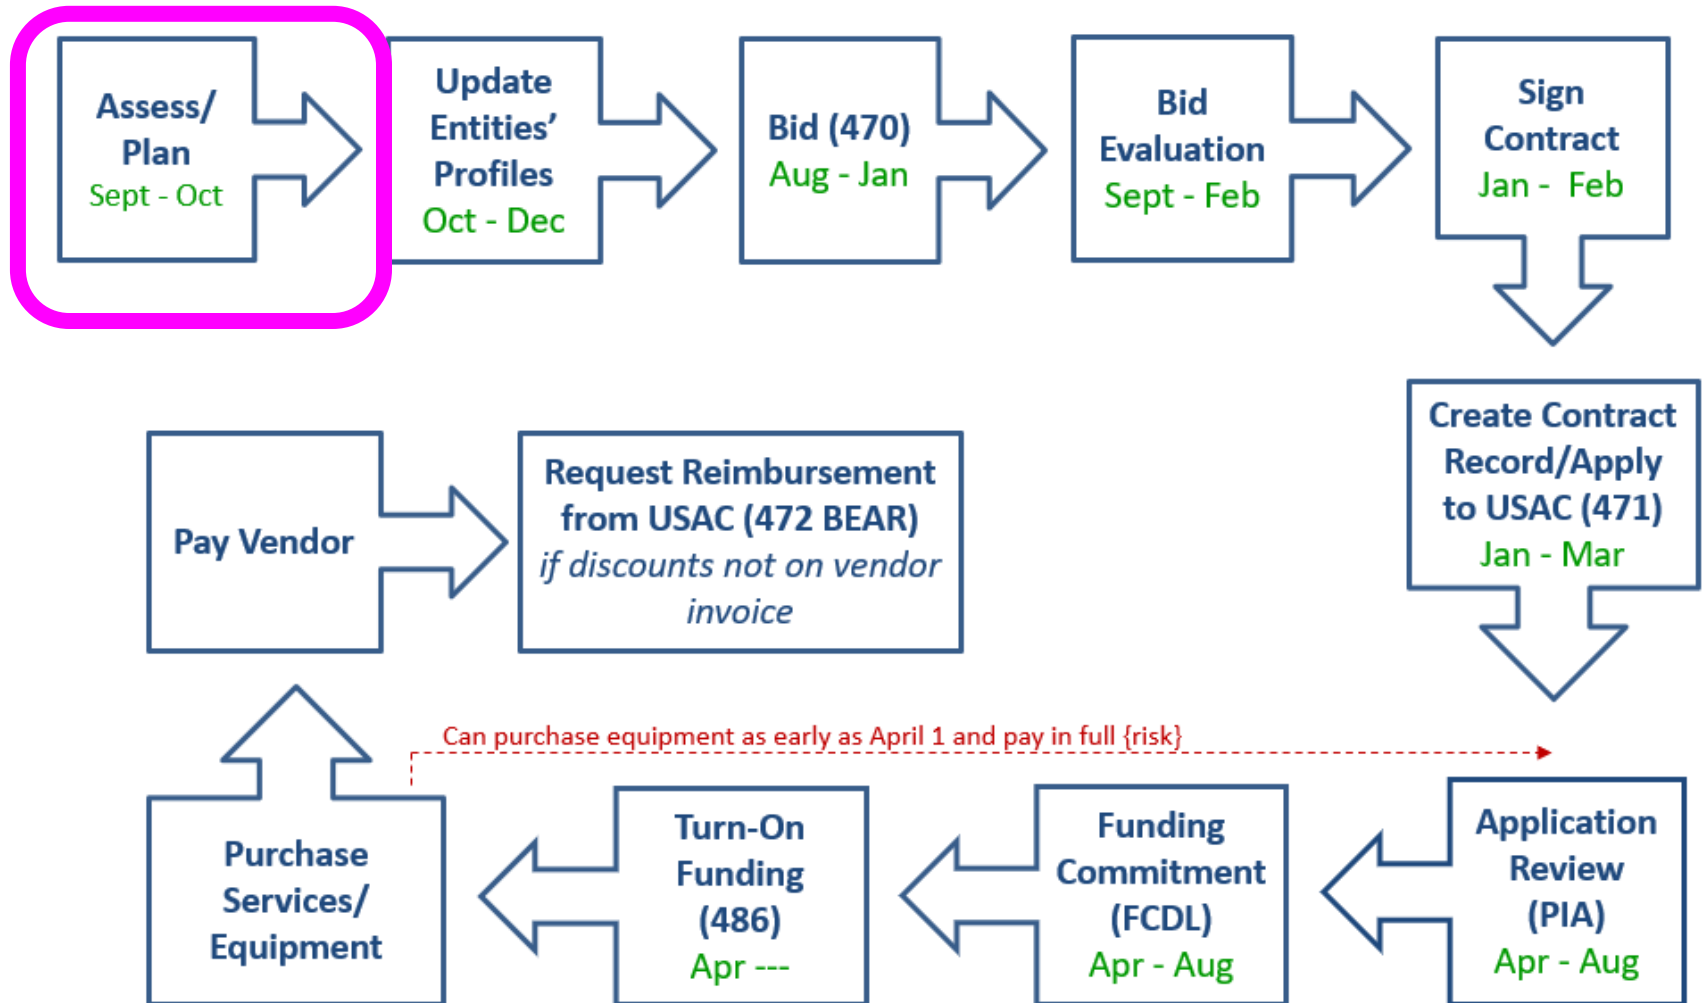 Assess/
Plan
Sept - Oct
Update
Entities’
Profiles
Oct - Dec
Bid (470)
Aug - Jan
Bid
Evaluation
Sept - Feb
Sign
Contract
Jan -  Feb
Create Contract
Record/Apply
to USAC (471)
Jan - Mar
Application
Review
(PIA)
Apr - Aug
Funding
Commitment
(FCDL)
Apr - Aug
Turn-On
Funding
(486)
Apr ---
Can purchase equipment as early as April 1 and pay in full {risk}
Purchase
Services/
Equipment
Pay Vendor
Request Reimbursement
from USAC (472 BEAR)
if discounts not on vendor
invoice